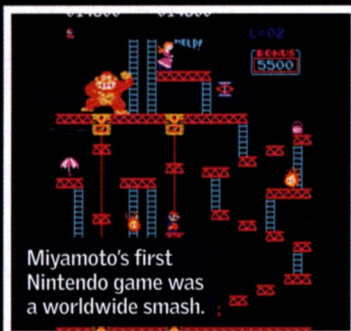 HELP!
L=02
BONUS
5500
Miyamoto's first
Nintendo game was
a worldwide smash.